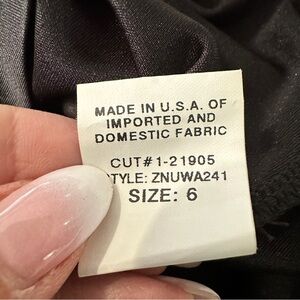 MADE IN U.S.A. OF
IMPORTED AND
DOMESTIC FABRIC
CUT#1-21905
STYLE: ZNUWA241
SIZE: 6